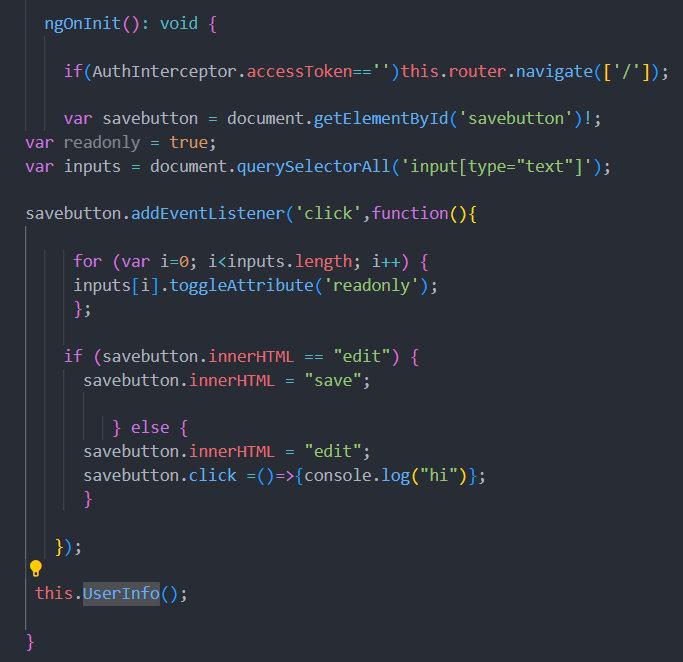 ngOnInit(): void {
if(AuthInterceptor.accessToken=='')this.router.navigate(['/']);
var savebutton = document.getElementById('savebutton')!;
var readonly = true;
var inputs = document.querySelectorAll('input[type="text"]');
savebutton.addEventListener('click',function(){
for (var i=0; i<inputs.length; i++) {
inputs[i].toggleAttribute('readonly');
};
if (savebutton.innerHTML == "edit") {
savebutton.innerHTML = "save";
} else {
savebutton.innerHTML = "edit";
savebutton.click =()=>{console.log("hi")};
}
});
this.UserInfo();
}